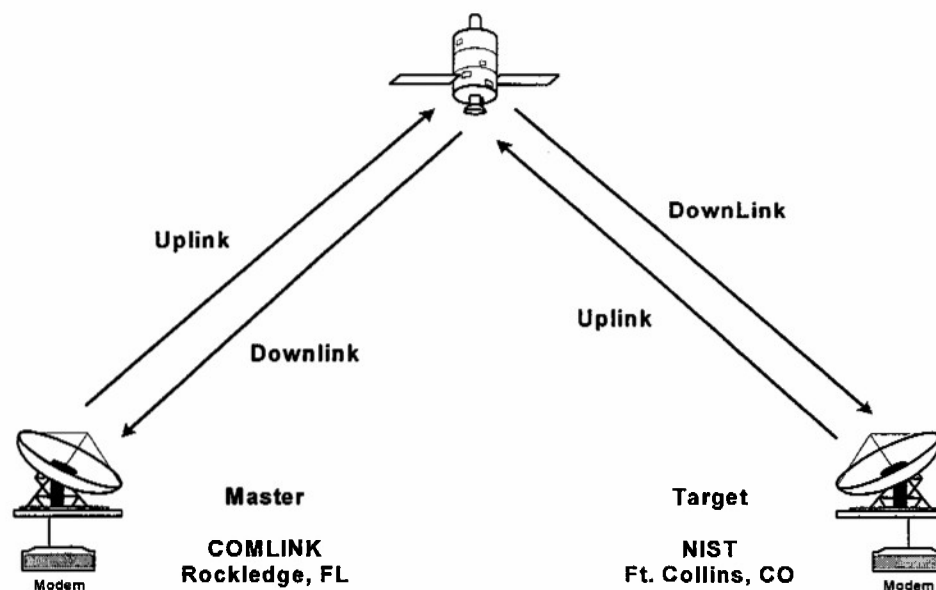 DownLink
Uplink
Uplink
Downlink
Master
Target
COMLINK
Rockledge, FL
NIST
Ft. Collins, CO
Modem
Modem